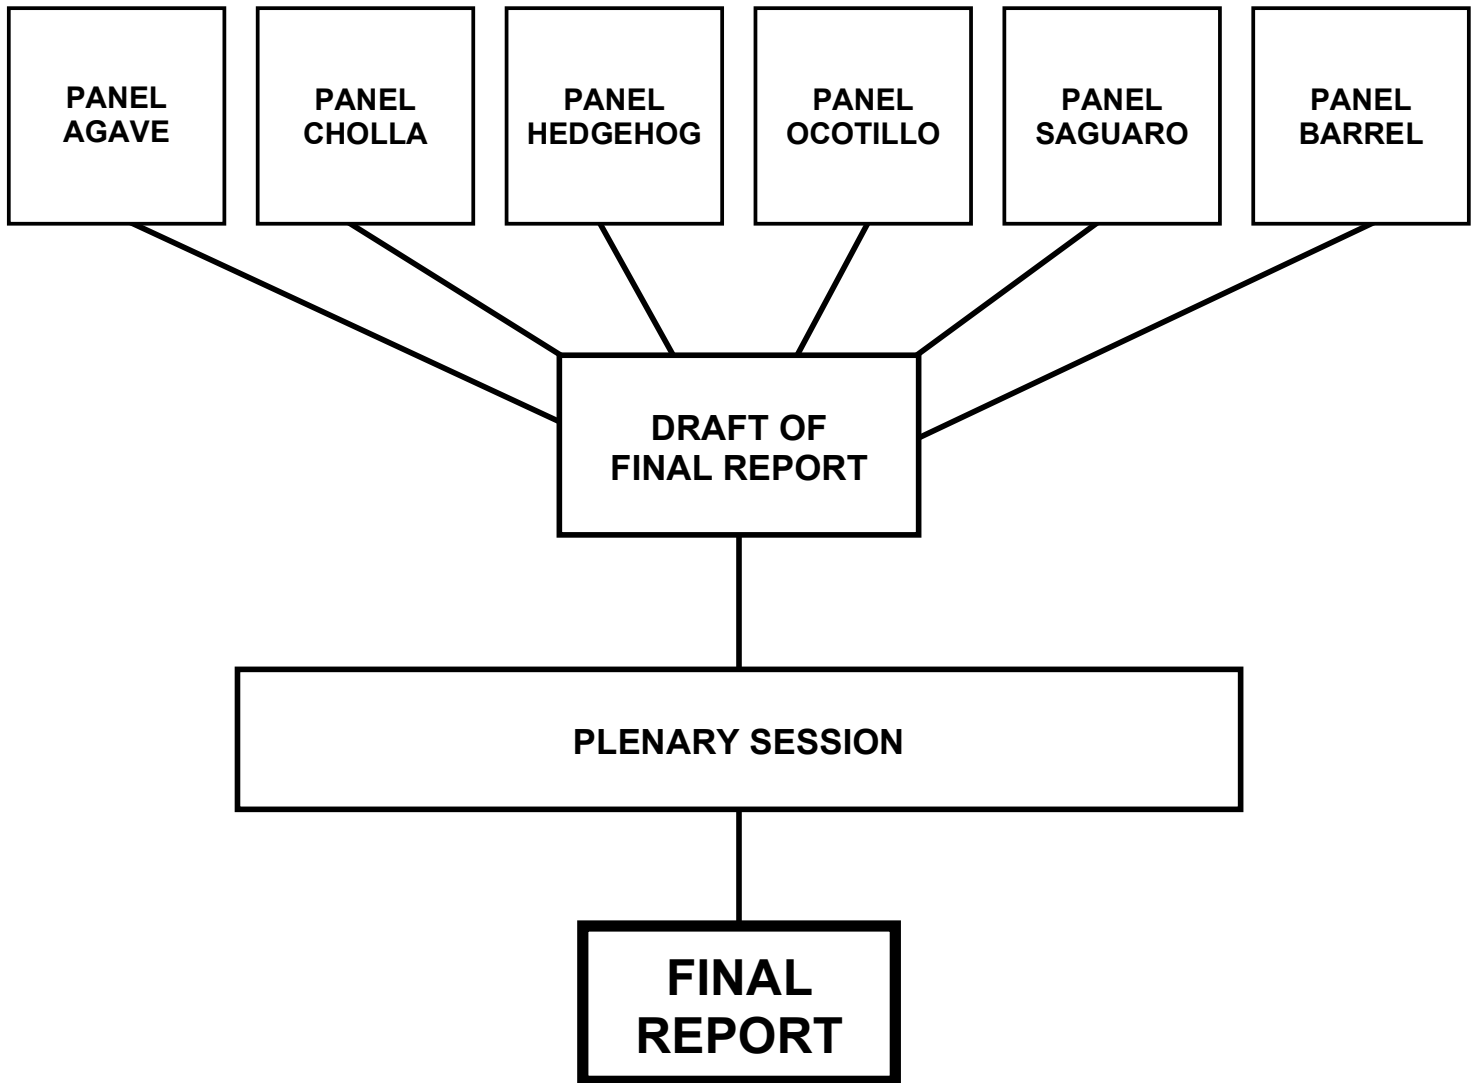 PANEL
AGAVE
PANEL
CHOLLA
PANEL
HEDGEHOG
PANEL
OCOTILLO
PANEL
SAGUARO
PANEL
BARREL
DRAFT OF
FINAL REPORT
PLENARY SESSION
FINAL
REPORT